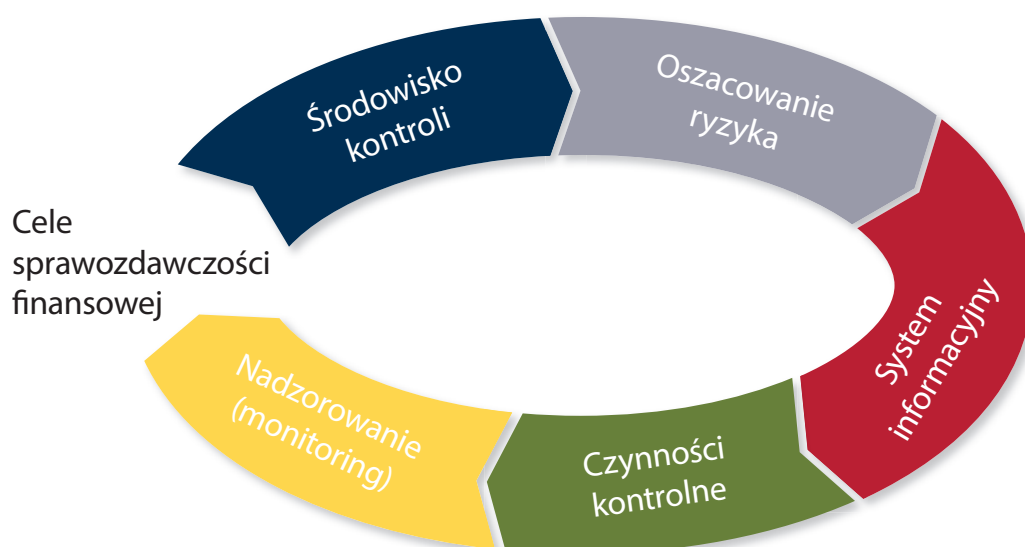 Środowisko
kontroli
Oszacowanie
ryzyka
System
informacyjny
Czynności
kontrolne
Nadzorowanie
(monitoring)
Cele
sprawozdawczości
finansowej